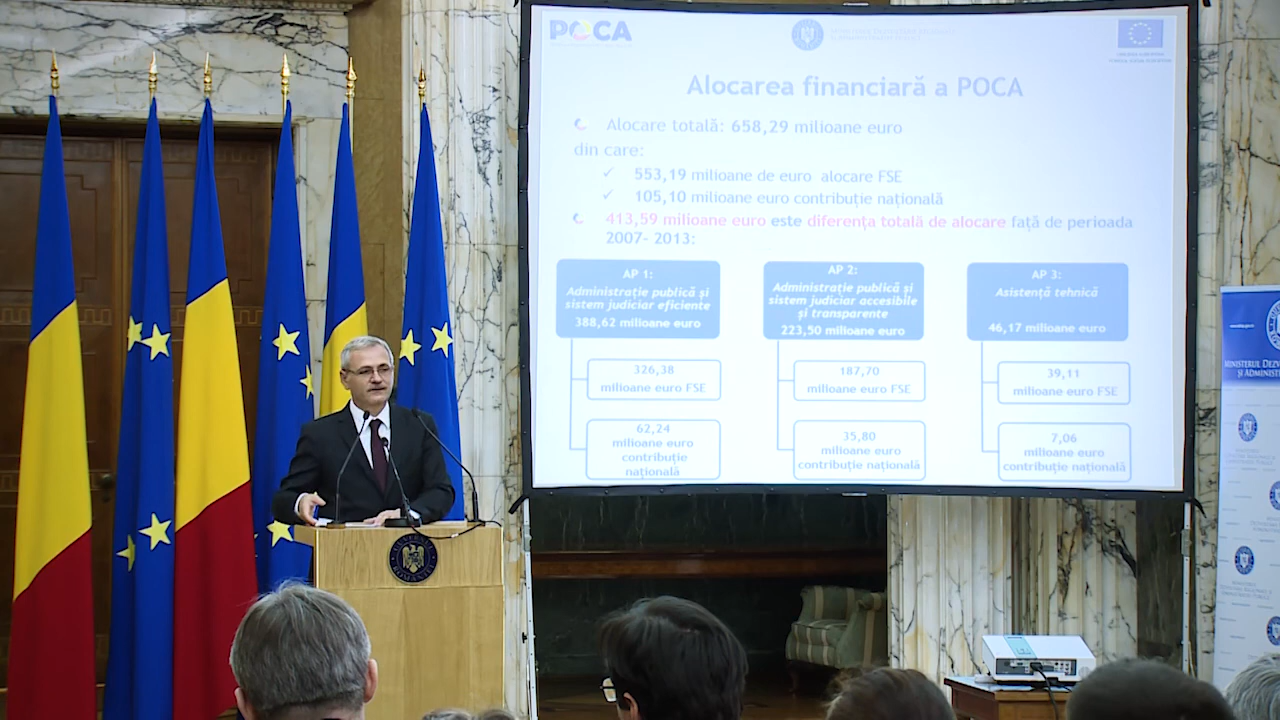 POCA
Alocarea financiară a POCA
Alocare totală: 658,29 milioane euro
din care:
553,19 milioane de euro alocare FSE
105,10 milioane euro contribuție națională
413,59 milioane euro este diferența totală de alocare față de perioada
2007- 2013:
AP 1:
Administrație publică și
sistem judiciar eficiente
388,62 milioane euro
326,38
milioane euro FSE
62,24
milioane euro
contribuție
națională
AP 2:
Administrație publică și
sistem judiciar accesibile
și transparente
223,50 milioane euro
187,70
milioane euro FSE
35,80
milioane euro
contribuție națională
AP 3:
Asistență tehnică
46,17 milioane euro
39,11
milioane euro FSE
7,06
milioane euro
contribuție națională
GUVERNUL
ROMÂNIEI
MINISTERUL DEZV
ȘI ADMINIST